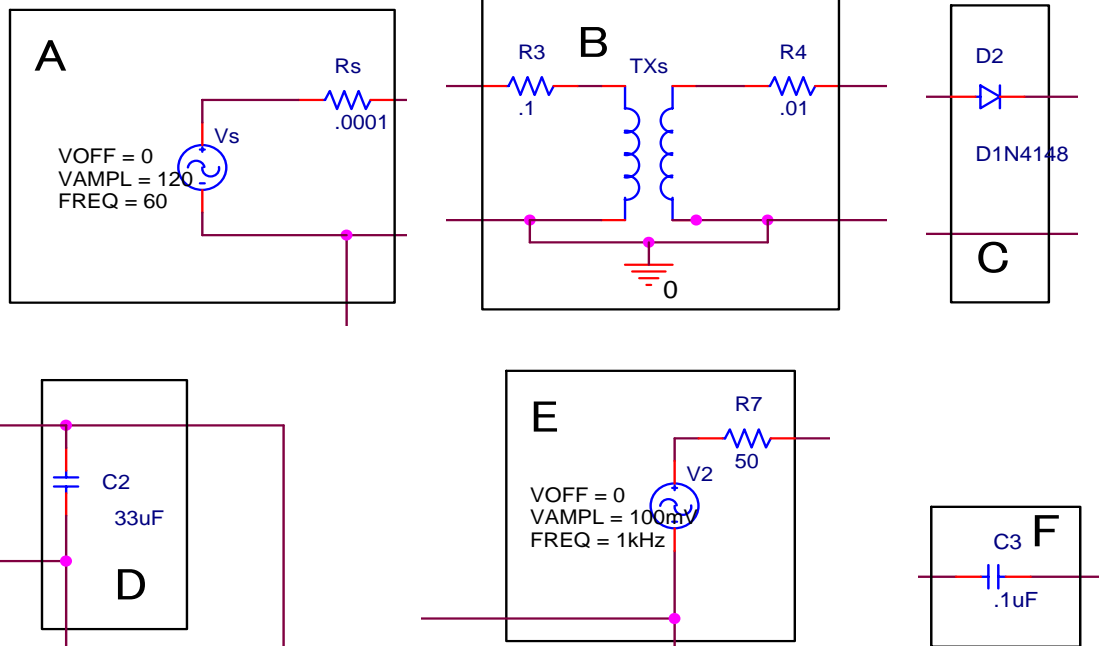 A
Rs
.0001
Vs
VOFF = 0
VAMPL = 120
FREQ = 60
B
R3
.1
TXs
R4
.01
0
D2
D1N4148
C
C2
33uF
D
E
R7
50
V2
VOFF = 0
VAMPL = 100mV
FREQ = 1kHz
F
C3
.1uF